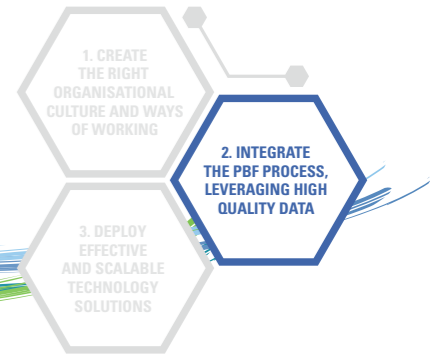 1. CREATE
THE RIGHT
ORGANISATIONAL
CULTURE AND WAYS
OF WORKING
2. INTEGRATE
THE PBF PROCESS,
LEVERAGING HIGH
QUALITY DATA
3. DEPLOY
EFFECTIVE
AND SCALABLE
TECHNOLOGY
SOLUTIONS